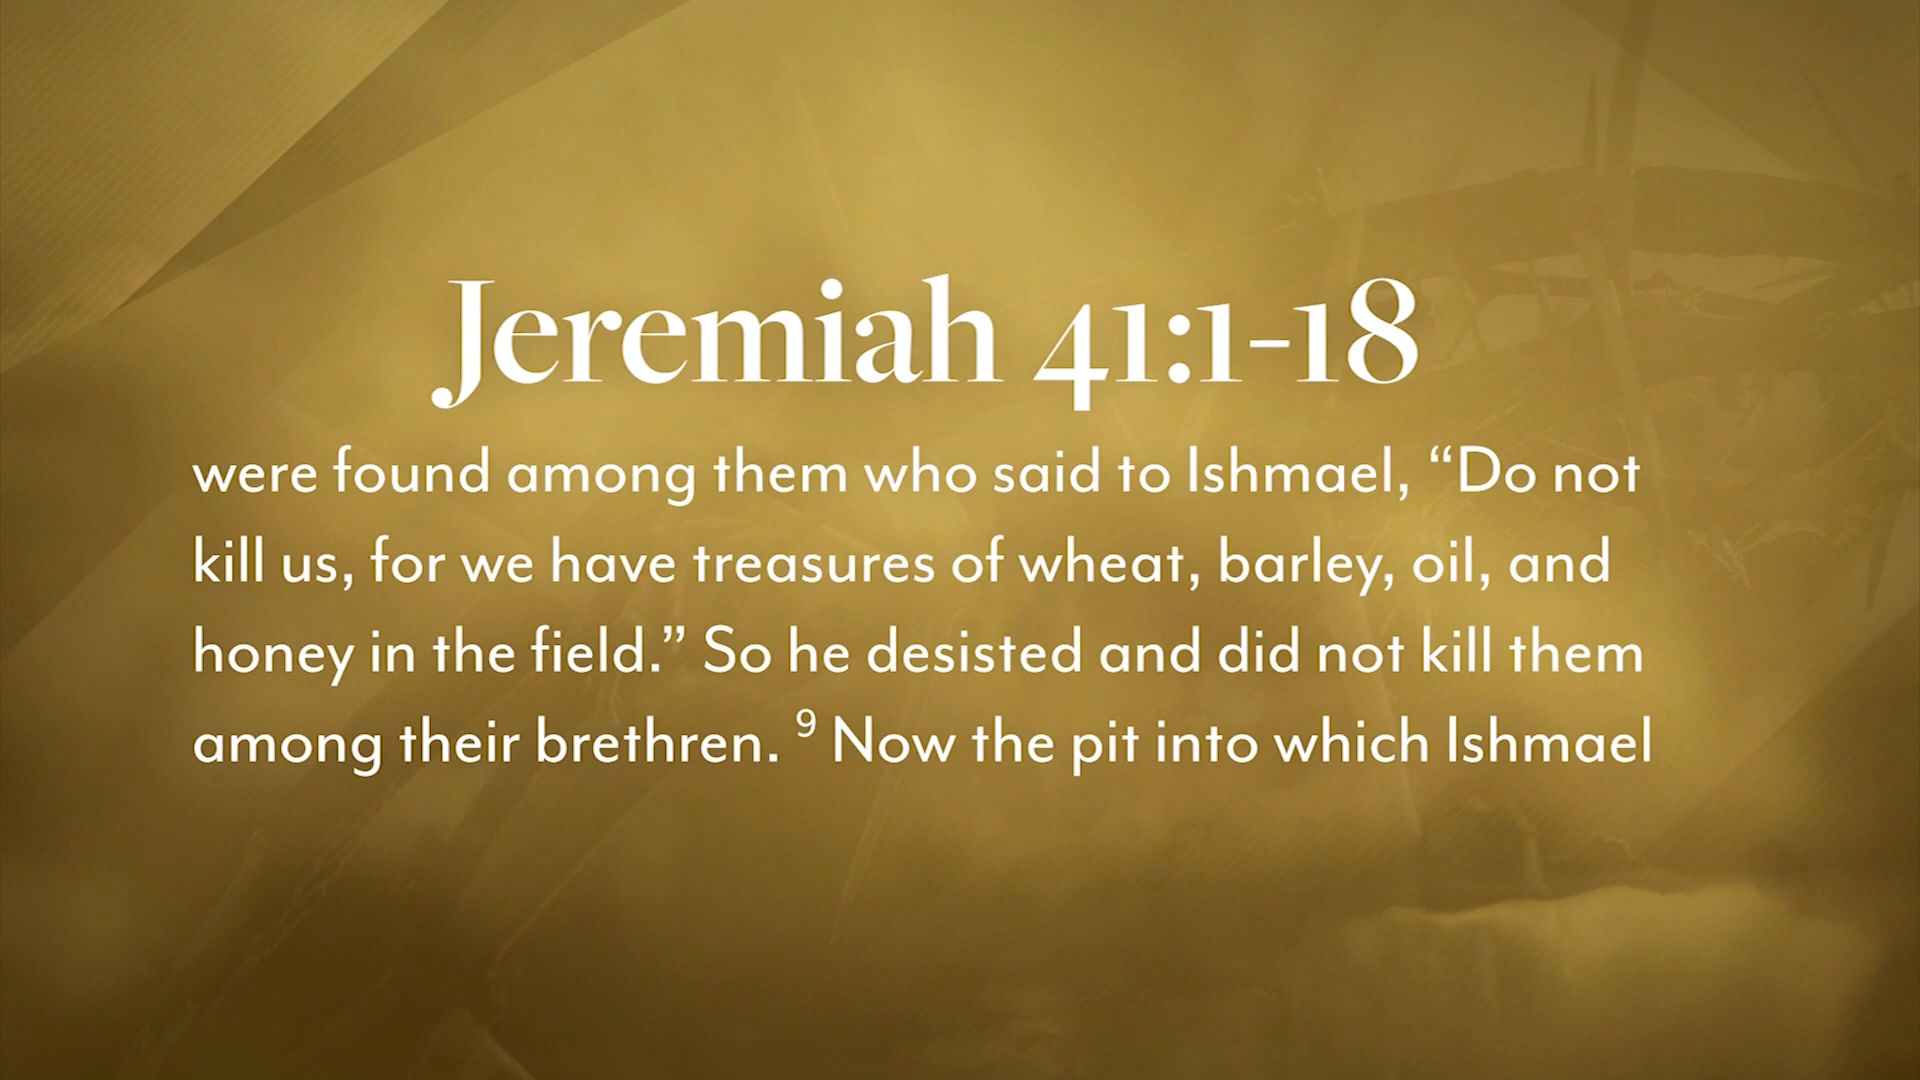 Jeremiah 41:1-18
were found among them who said to Ishmael, “Do not
kill us, for we have treasures of wheat, barley, oil, and
honey in the field.” So he desisted and did not kill them
among their brethren. ⁹ Now the pit into which Ishmael